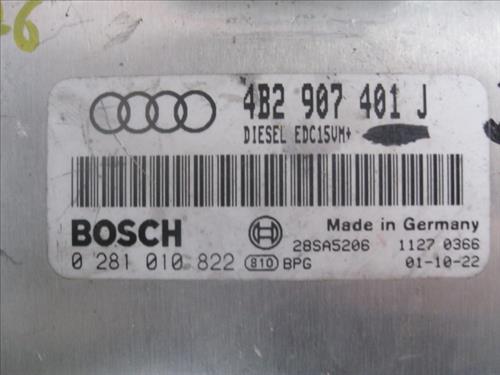 4B2 907 401 J
DIESEL EDC15VM+
BOSCH
Made in Germany
28SA5206 1127 0366
0 281 010 822 810 BPG 01-10-22